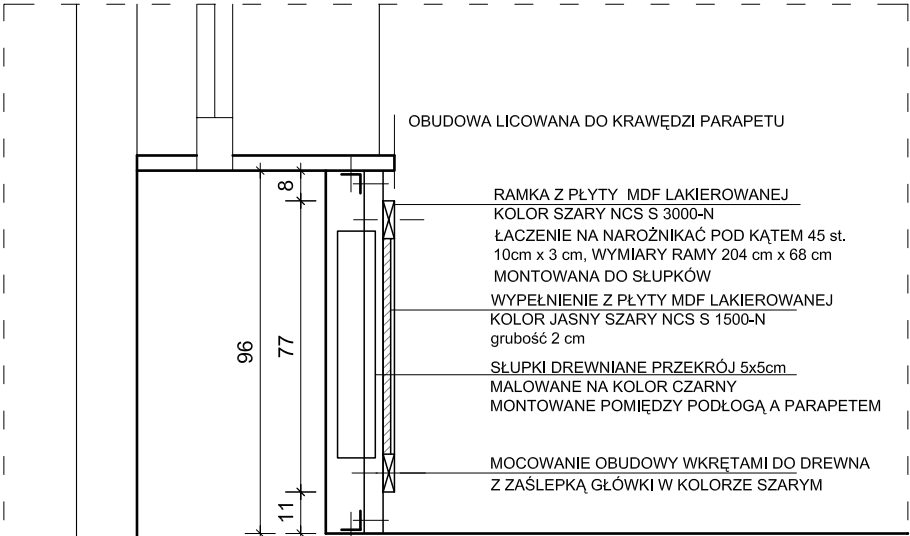 OBUDOWA LICOWANA DO KRAWĘDZI PARAPETU
8
RAMKA Z PŁYTY MDF LAKIEROWANEJ
KOLOR SZARY NCS S 3000-N
ŁACZENIE NA NAROŻNIKAĆ POD KĄTEM 45 st.
10cm x 3 cm, WYMIARY RAMY 204 cm x 68 cm
MONTOWANA DO SŁUPKÓW
WYPEŁNIENIE Z PŁYTY MDF LAKIEROWANEJ
KOLOR JASNY SZARY NCS S 1500-N
grubość 2 cm
96
77
SŁUPKI DREWNIANE PRZEKRÓJ 5x5cm
MALOWANE NA KOLOR CZARNY
MONTOWANE POMIĘDZY PODŁOGĄ A PARAPETEM
MOCOWANIE OBUDOWY WKRĘTAMI DO DREWNA
Z ZAŚLEPKĄ GŁÓWKI W KOLORZE SZARYM
11